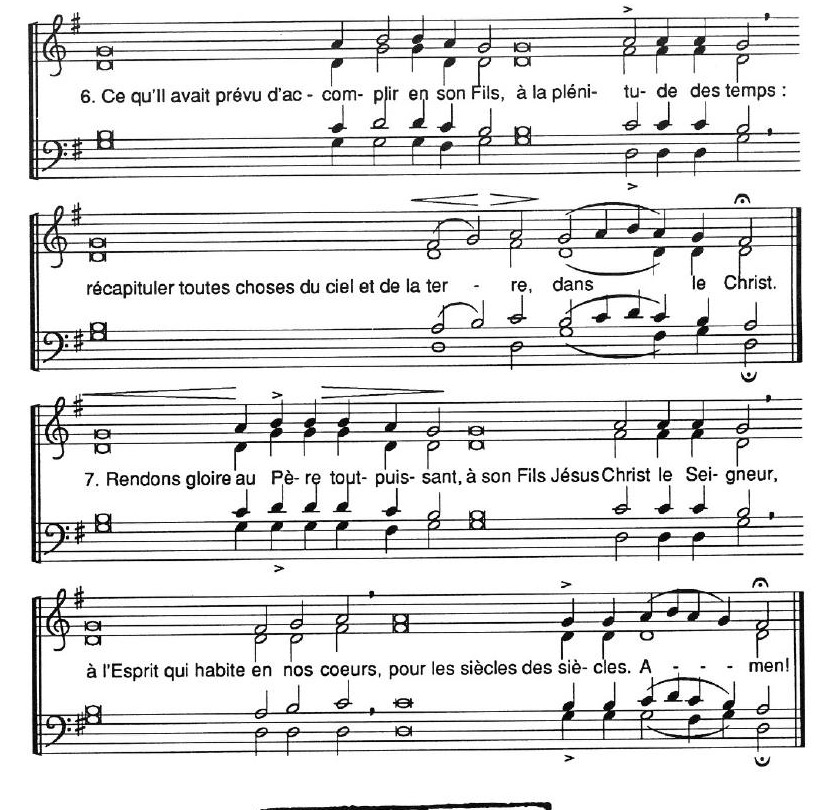 6. Ce qu'Il avait prévu d'ac - com- plir en son Fils, à la pléni- tu- de des temps :
récapituler toutes choses du ciel et de la ter - re, dans le Christ.
7. Rendons gloire au Pè- re tout- puis- sant, à son Fils Jésus Christ le Sei- gneur,
à l'Esprit qui habite en nos coeurs, pour les siècles des siè- cles. A - - - men!